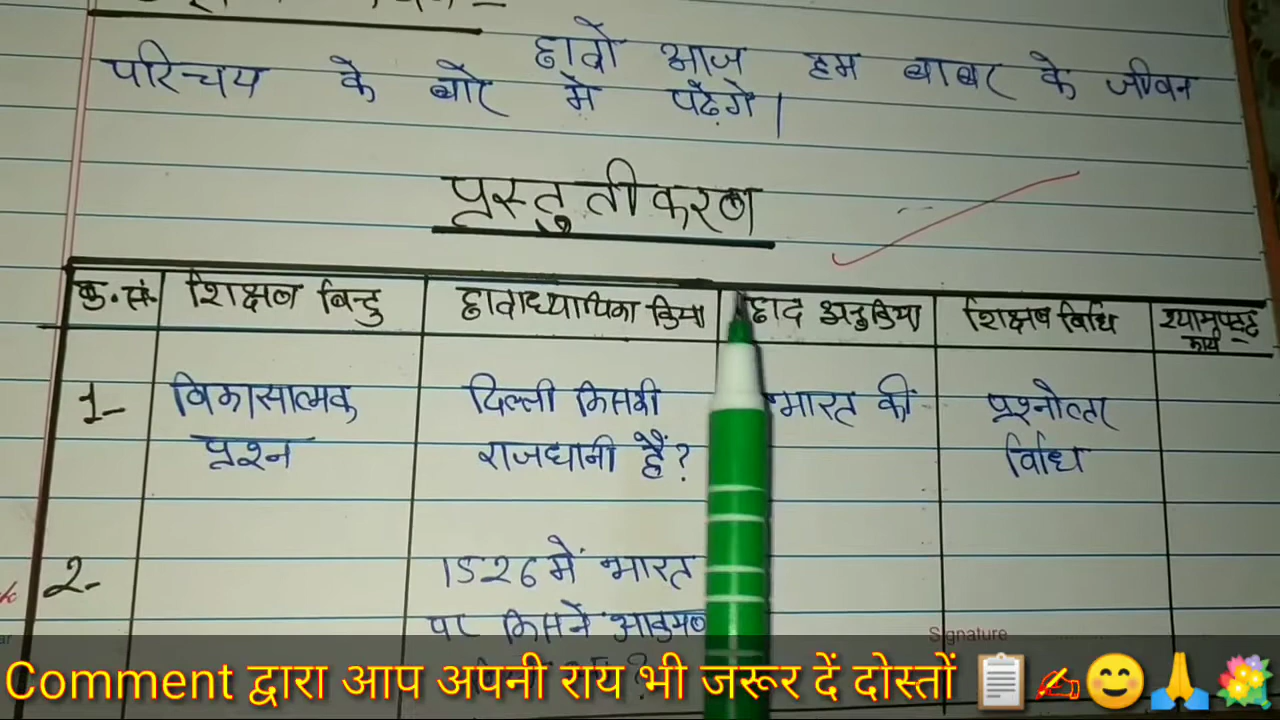 छात्रों आज हम बाबर के जीवन
परिचय के बारे में पढ़ेंगे।
प्रस्तुतीकरण
क्र.सं. शिक्षण बिन्दु छात्राध्यापिका क्रिया छात्र अनुक्रिया शिक्षण विधि श्यामपट्ट
कार्य
1- विकासात्मक दिल्ली किसकी भारत की प्रश्नोत्तर
प्रश्न राजधानी हैं? विधि
2- 1526 में भारत
पर किसने आक्रमण
Signature
Comment द्वारा आप अपनी राय भी जरूर दें दोस्तों 📋✍️😊🙏💐